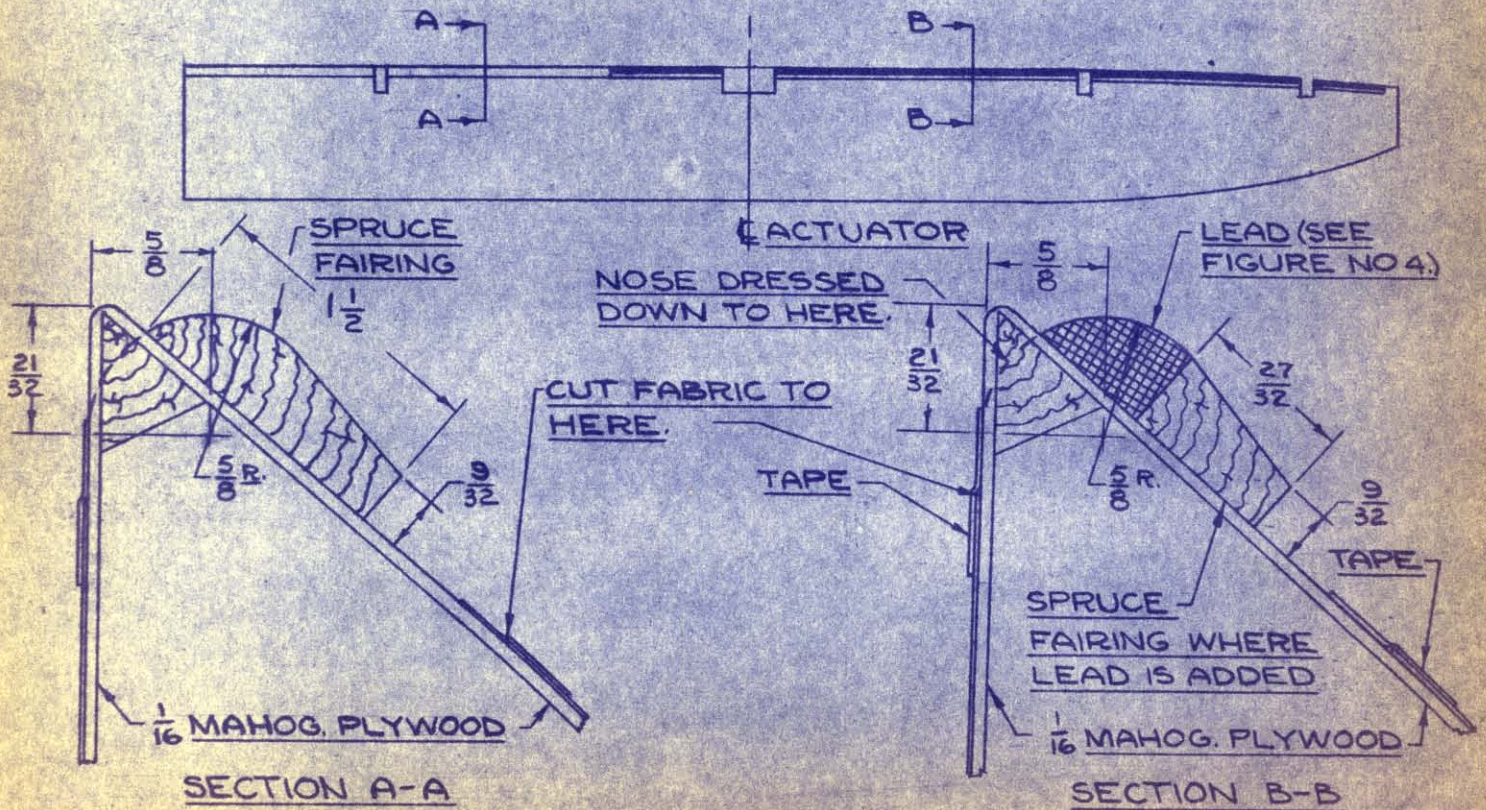 A
B
A
B
℄ ACTUATOR
5/8
SPRUCE
FAIRING
1 1/2
21/32
5/8 R.
9/32
CUT FABRIC TO
HERE.
TAPE
1/16 MAHOG. PLYWOOD
SECTION A-A
NOSE DRESSED
DOWN TO HERE.
5/8
LEAD (SEE
FIGURE NO 4.)
21/32
27/32
5/8 R.
9/32
TAPE
SPRUCE
FAIRING WHERE
LEAD IS ADDED
1/16 MAHOG. PLYWOOD
SECTION B-B